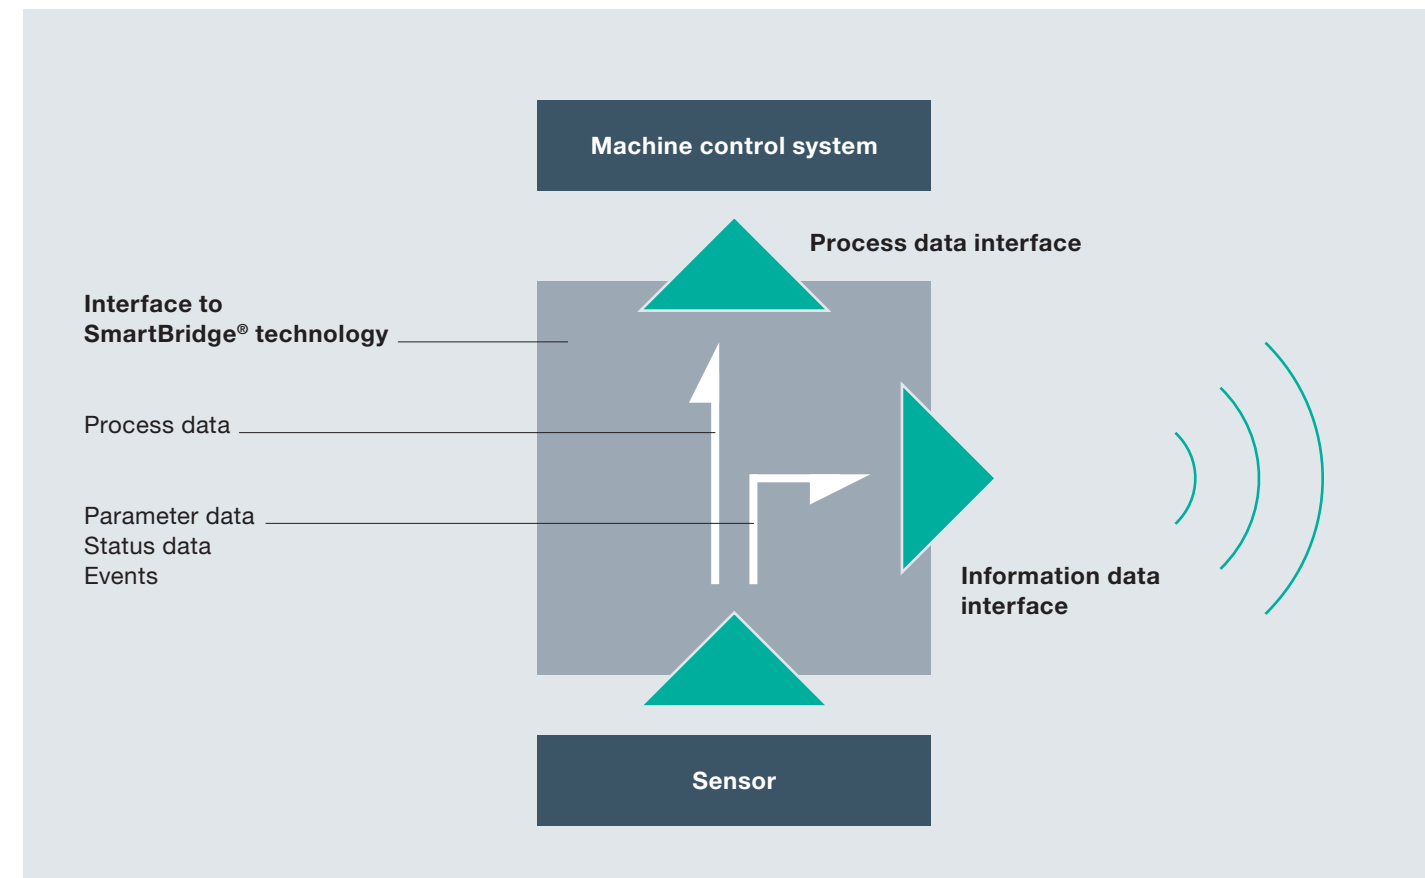 Machine control system
Process data interface
Interface to
SmartBridge® technology
Process data
Parameter data
Status data
Events
Information data
interface
Sensor